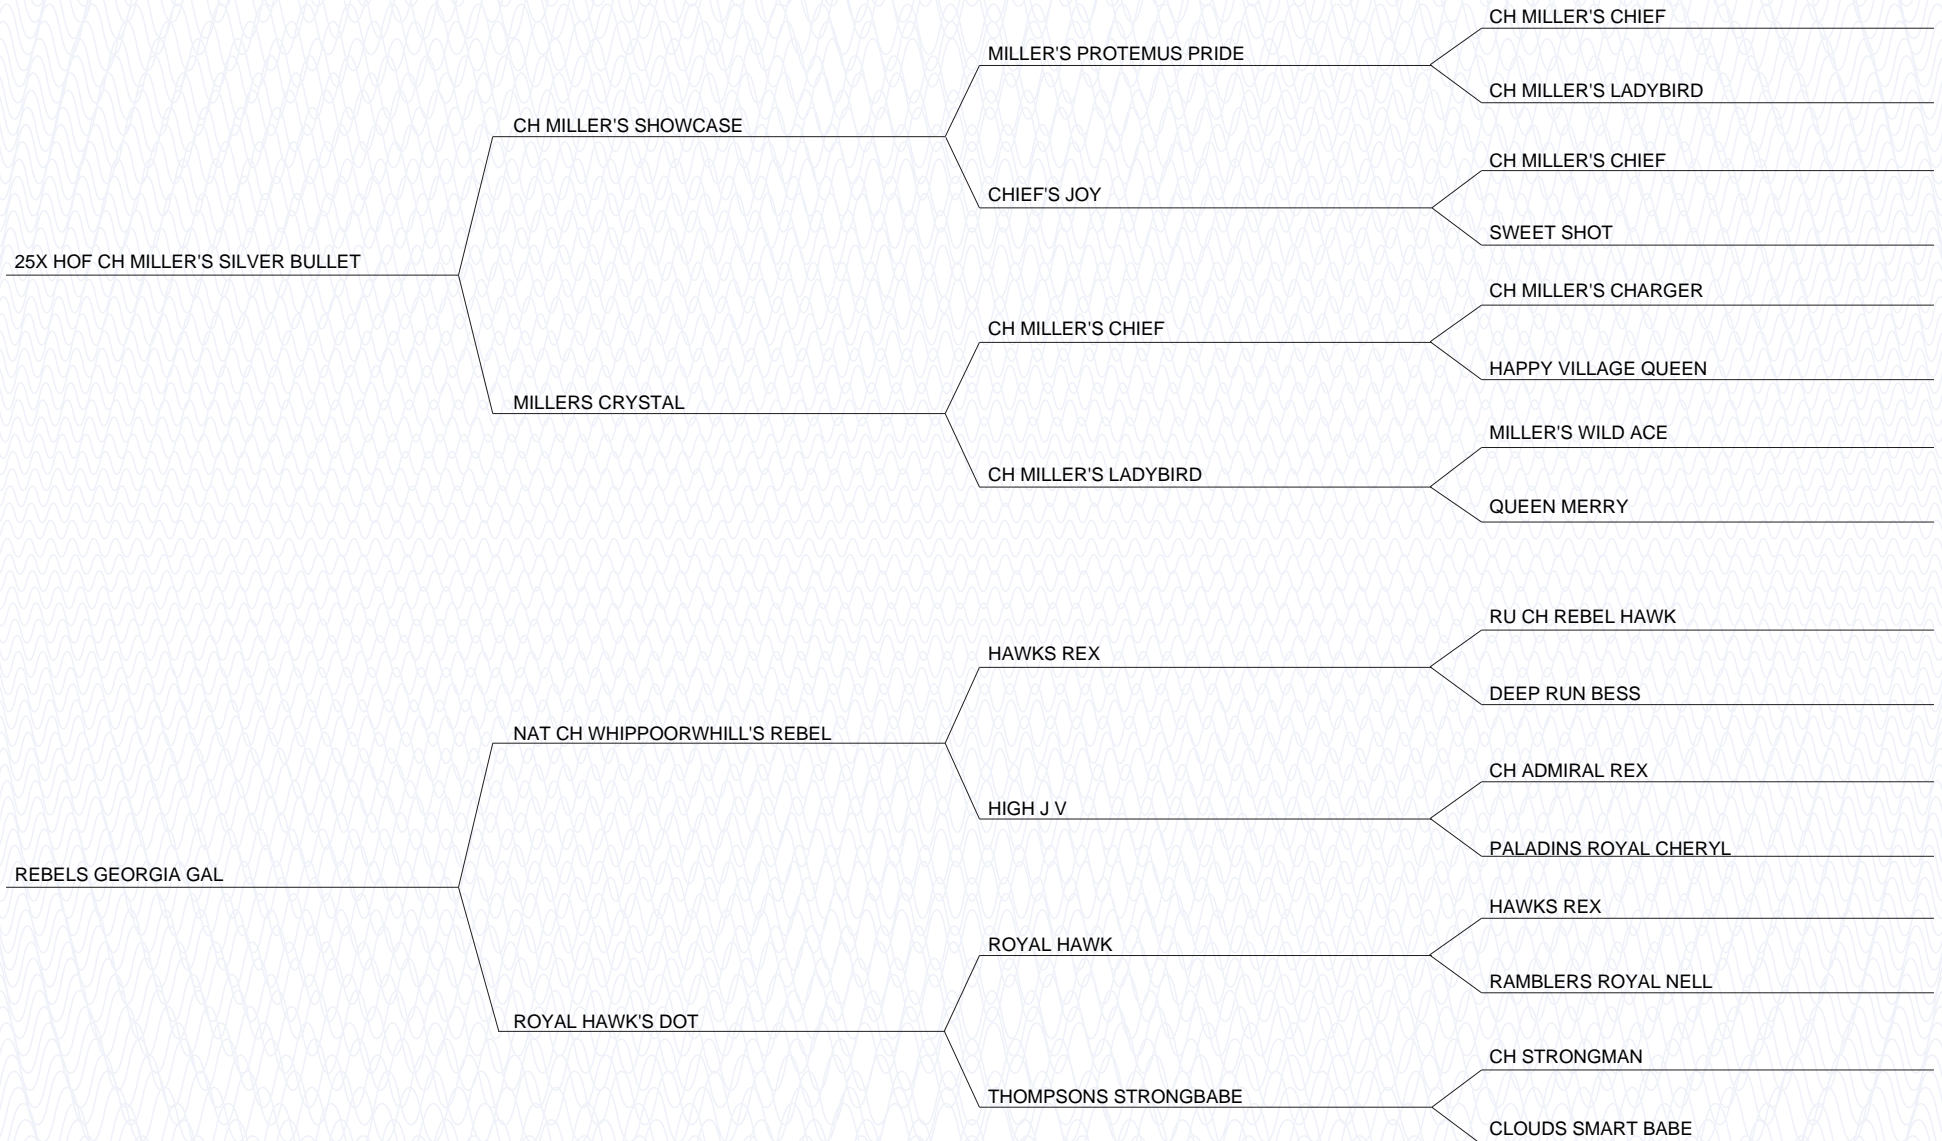 CH MILLER'S CHIEF
MILLER'S PROTEMUS PRIDE
CH MILLER'S LADYBIRD
CH MILLER'S SHOWCASE
CH MILLER'S CHIEF
CHIEF'S JOY
SWEET SHOT
25X HOF CH MILLER'S SILVER BULLET
CH MILLER'S CHARGER
CH MILLER'S CHIEF
HAPPY VILLAGE QUEEN
MILLERS CRYSTAL
MILLER'S WILD ACE
CH MILLER'S LADYBIRD
QUEEN MERRY
RU CH REBEL HAWK
HAWKS REX
DEEP RUN BESS
NAT CH WHIPPOORWHILL'S REBEL
CH ADMIRAL REX
HIGH J V
PALADINS ROYAL CHERYL
REBELS GEORGIA GAL
HAWKS REX
ROYAL HAWK
RAMBLERS ROYAL NELL
ROYAL HAWK'S DOT
CH STRONGMAN
THOMPSONS STRONGBABE
CLOUDS SMART BABE